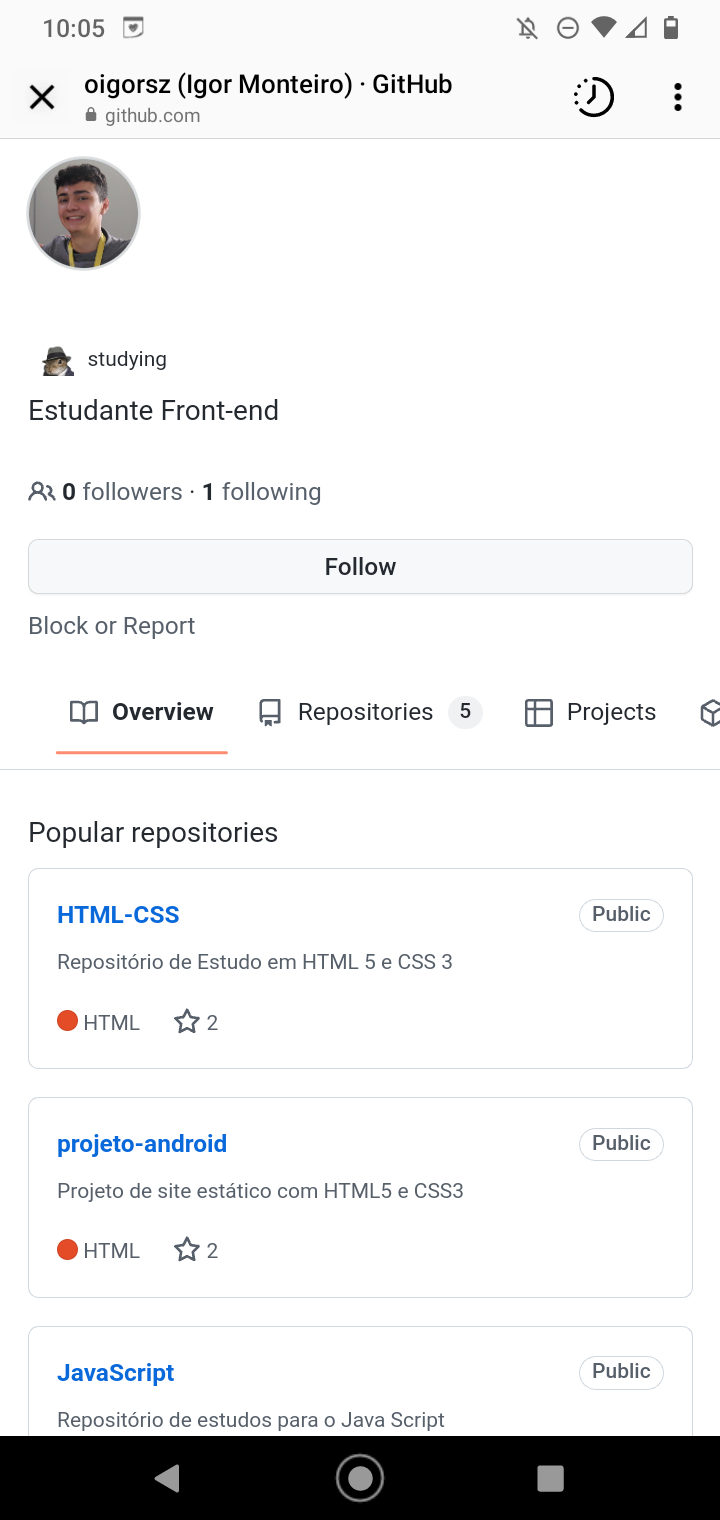 10:05
oigorsz (Igor Monteiro) · GitHub
github.com
studying
Estudante Front-end
0 followers · 1 following
Follow
Block or Report
Overview Repositories 5 Projects
Popular repositories
HTML-CSS Public
Repositório de Estudo em HTML 5 e CSS 3
HTML 2
projeto-android Public
Projeto de site estático com HTML5 e CSS3
HTML 2
JavaScript Public
Repositório de estudos para o Java Script